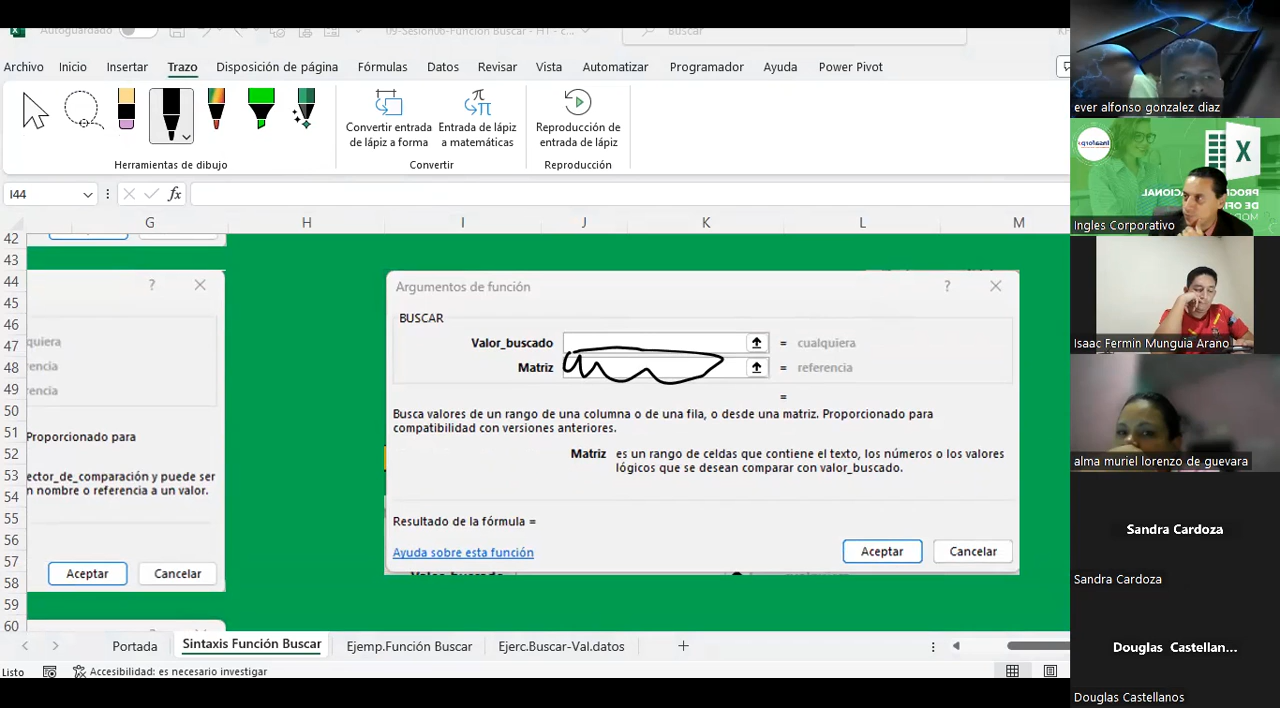 Autoguardado
09-Sesion06-Función Buscar - HT - c...
Buscar
Archivo Inicio Insertar Trazo Disposición de página Fórmulas Datos Revisar Vista Automatizar Programador Ayuda Power Pivot
Convertir entrada de lápiz a forma
Entrada de lápiz a matemáticas
Reproducción de entrada de lápiz
Herramientas de dibujo
Convertir
Reproducción
I44
fx
G H I J K L M
42
43
44
45
46
47
48
49
50
51
52
53
54
55
56
57
58
59
60
? ×
quiera
encia
encia
Proporcionado para
ector_de_comparación y puede ser
n nombre o referencia a un valor.
Aceptar Cancelar
Argumentos de función ? ×
BUSCAR
Valor_buscado = cualquiera
Matriz = referencia
=
Busca valores de un rango de una columna o de una fila, o desde una matriz. Proporcionado para
compatibilidad con versiones anteriores.
Matriz es un rango de celdas que contiene el texto, los números o los valores
lógicos que se desean comparar con valor_buscado.
Resultado de la fórmula =
Ayuda sobre esta función
Aceptar Cancelar
Portada Sintaxis Función Buscar Ejemp.Función Buscar Ejerc.Buscar-Val.datos +
Listo Accesibilidad: es necesario investigar
ever alfonso gonzalez diaz
Insaforp
X
Ingles Corporativo
Isaac Fermin Munguia Arano
alma muriel lorenzo de guevara
Sandra Cardoza
Sandra Cardoza
Douglas Castellan...
Douglas Castellanos